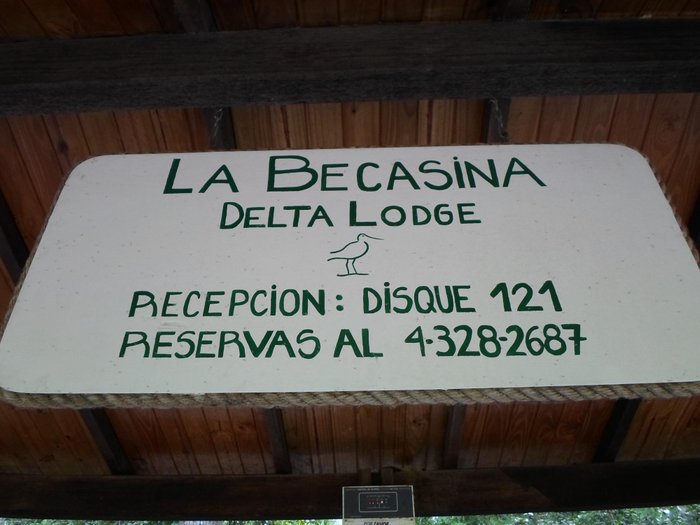 LA BECASINA
DELTA LODGE
RECEPCION: DISQUE 121
RESERVAS AL 4-328-2687